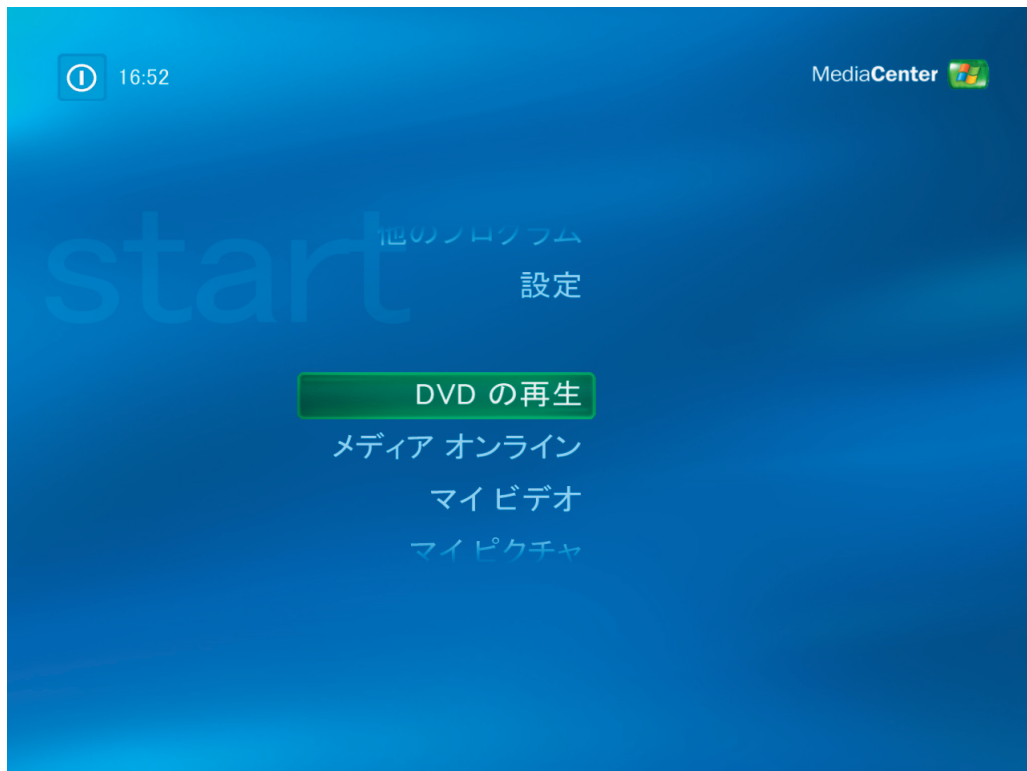 16:52
MediaCenter
start
他のプログラム
設定
DVD の再生
メディア オンライン
マイ ビデオ
マイ ピクチャ